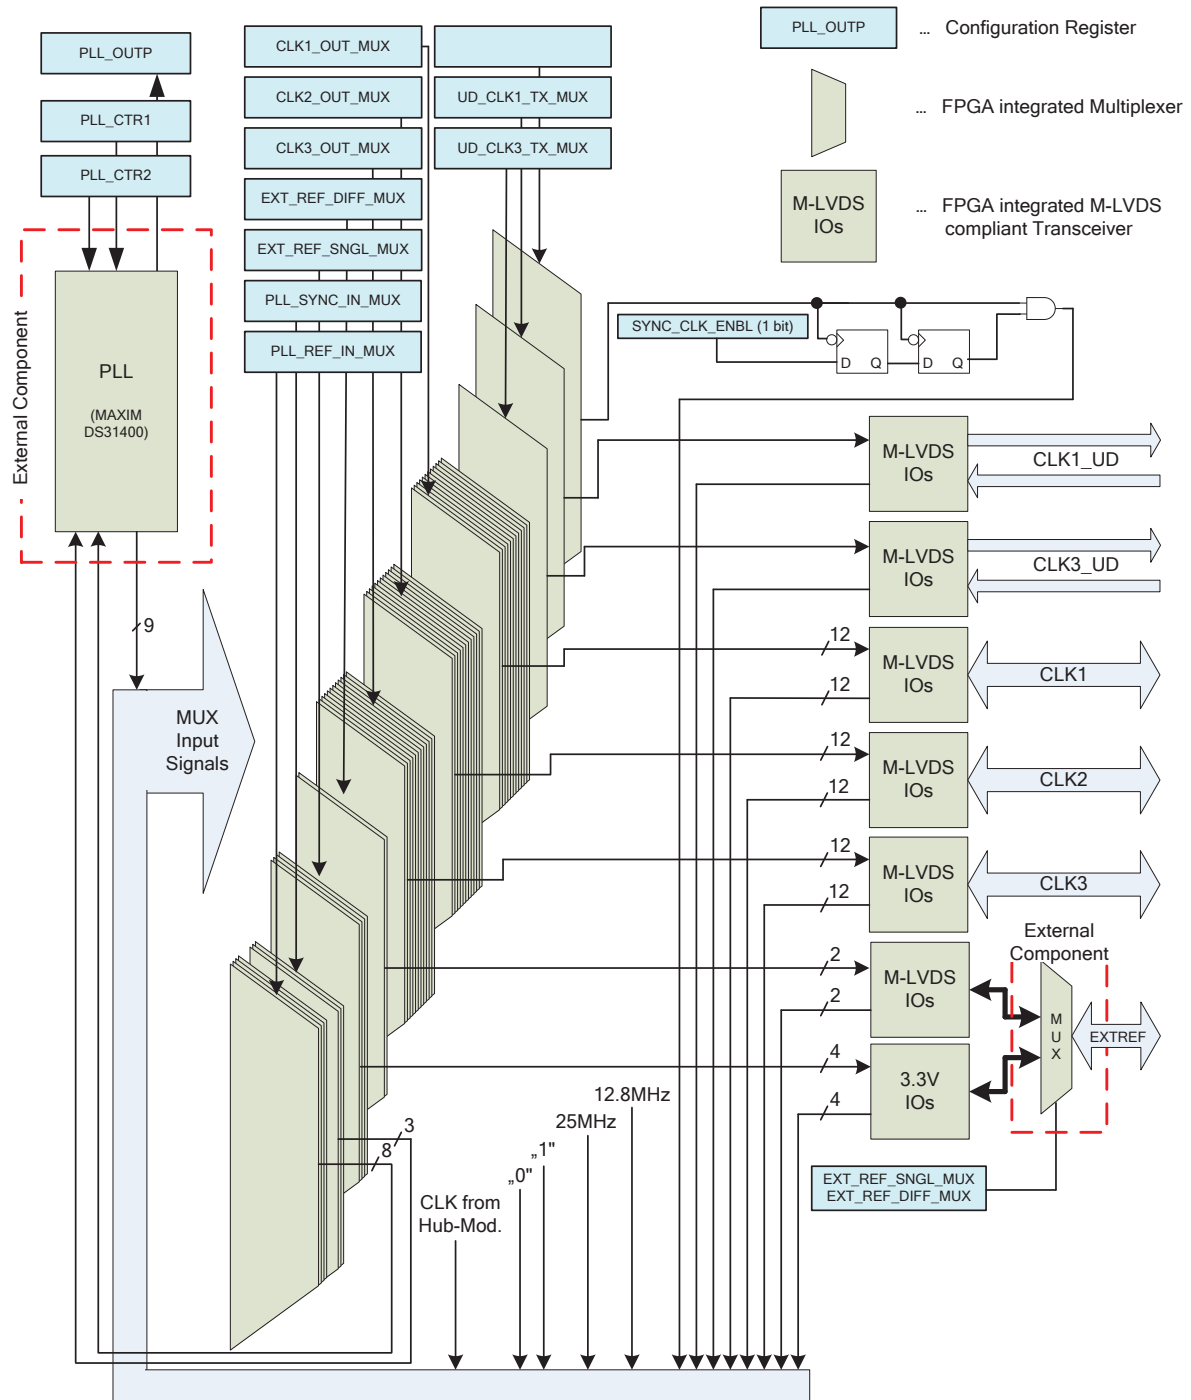 PLL_OUTP
PLL_CTR1
PLL_CTR2
CLK1_OUT_MUX
CLK2_OUT_MUX
CLK3_OUT_MUX
EXT_REF_DIFF_MUX
EXT_REF_SNGL_MUX
PLL_SYNC_IN_MUX
PLL_REF_IN_MUX
UD_CLK1_TX_MUX
UD_CLK3_TX_MUX
PLL_OUTP
... Configuration Register
... FPGA integrated Multiplexer
M-LVDS
IOs
... FPGA integrated M-LVDS
compliant Transceiver
External Component
PLL
(MAXIM
DS31400)
9
MUX
Input
Signals
SYNC_CLK_ENBL (1 bit)
D Q
D Q
M-LVDS
IOs
CLK1_UD
M-LVDS
IOs
CLK3_UD
12
12
M-LVDS
IOs
CLK1
12
12
M-LVDS
IOs
CLK2
12
12
M-LVDS
IOs
CLK3
2
2
M-LVDS
IOs
External
Component
M
U
X
EXTREF
4
4
3.3V
IOs
EXT_REF_SNGL_MUX
EXT_REF_DIFF_MUX
3
8
CLK from
Hub-Mod.
„0"
„1"
25MHz
12.8MHz